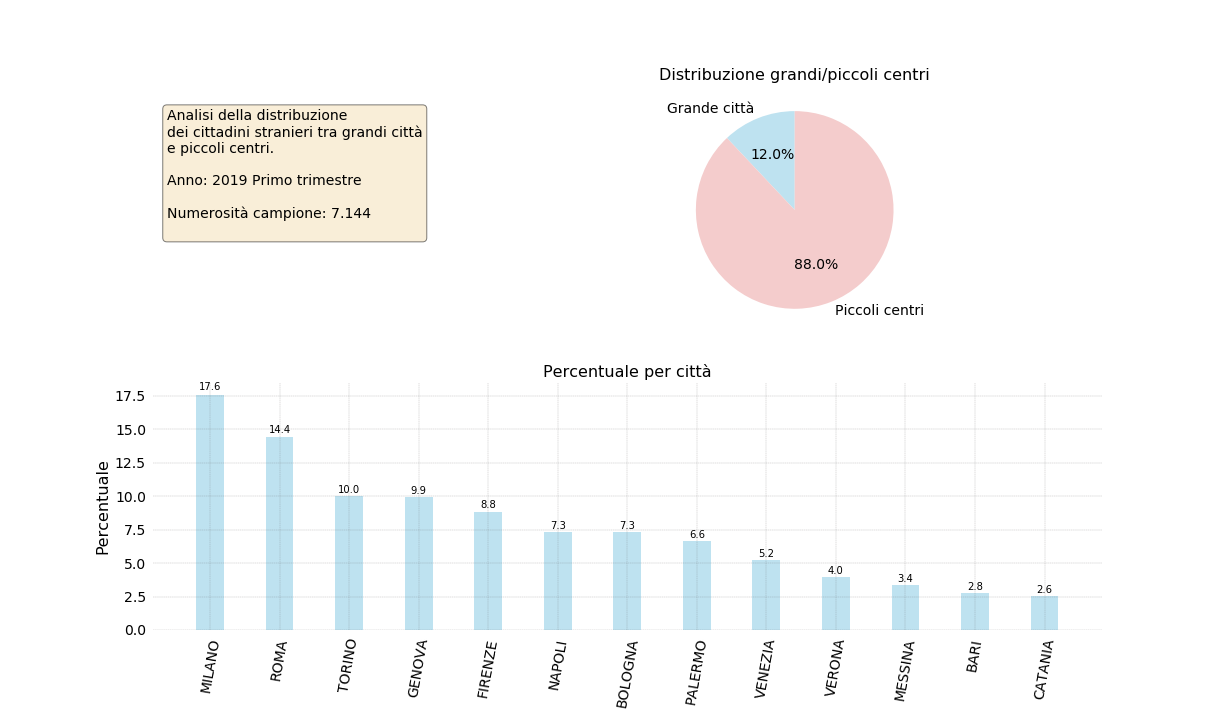 Analisi della distribuzione
dei cittadini stranieri tra grandi città
e piccoli centri.
Anno: 2019 Primo trimestre
Numerosità campione: 7.144
Distribuzione grandi/piccoli centri
Grande città
12.0%
88.0%
Piccoli centri
Percentuale per città
Percentuale
17.5
15.0
12.5
10.0
7.5
5.0
2.5
0.0
17.6
14.4
10.0
9.9
8.8
7.3
7.3
6.6
5.2
4.0
3.4
2.8
2.6
MILANO
ROMA
TORINO
GENOVA
FIRENZE
NAPOLI
BOLOGNA
PALERMO
VENEZIA
VERONA
MESSINA
BARI
CATANIA